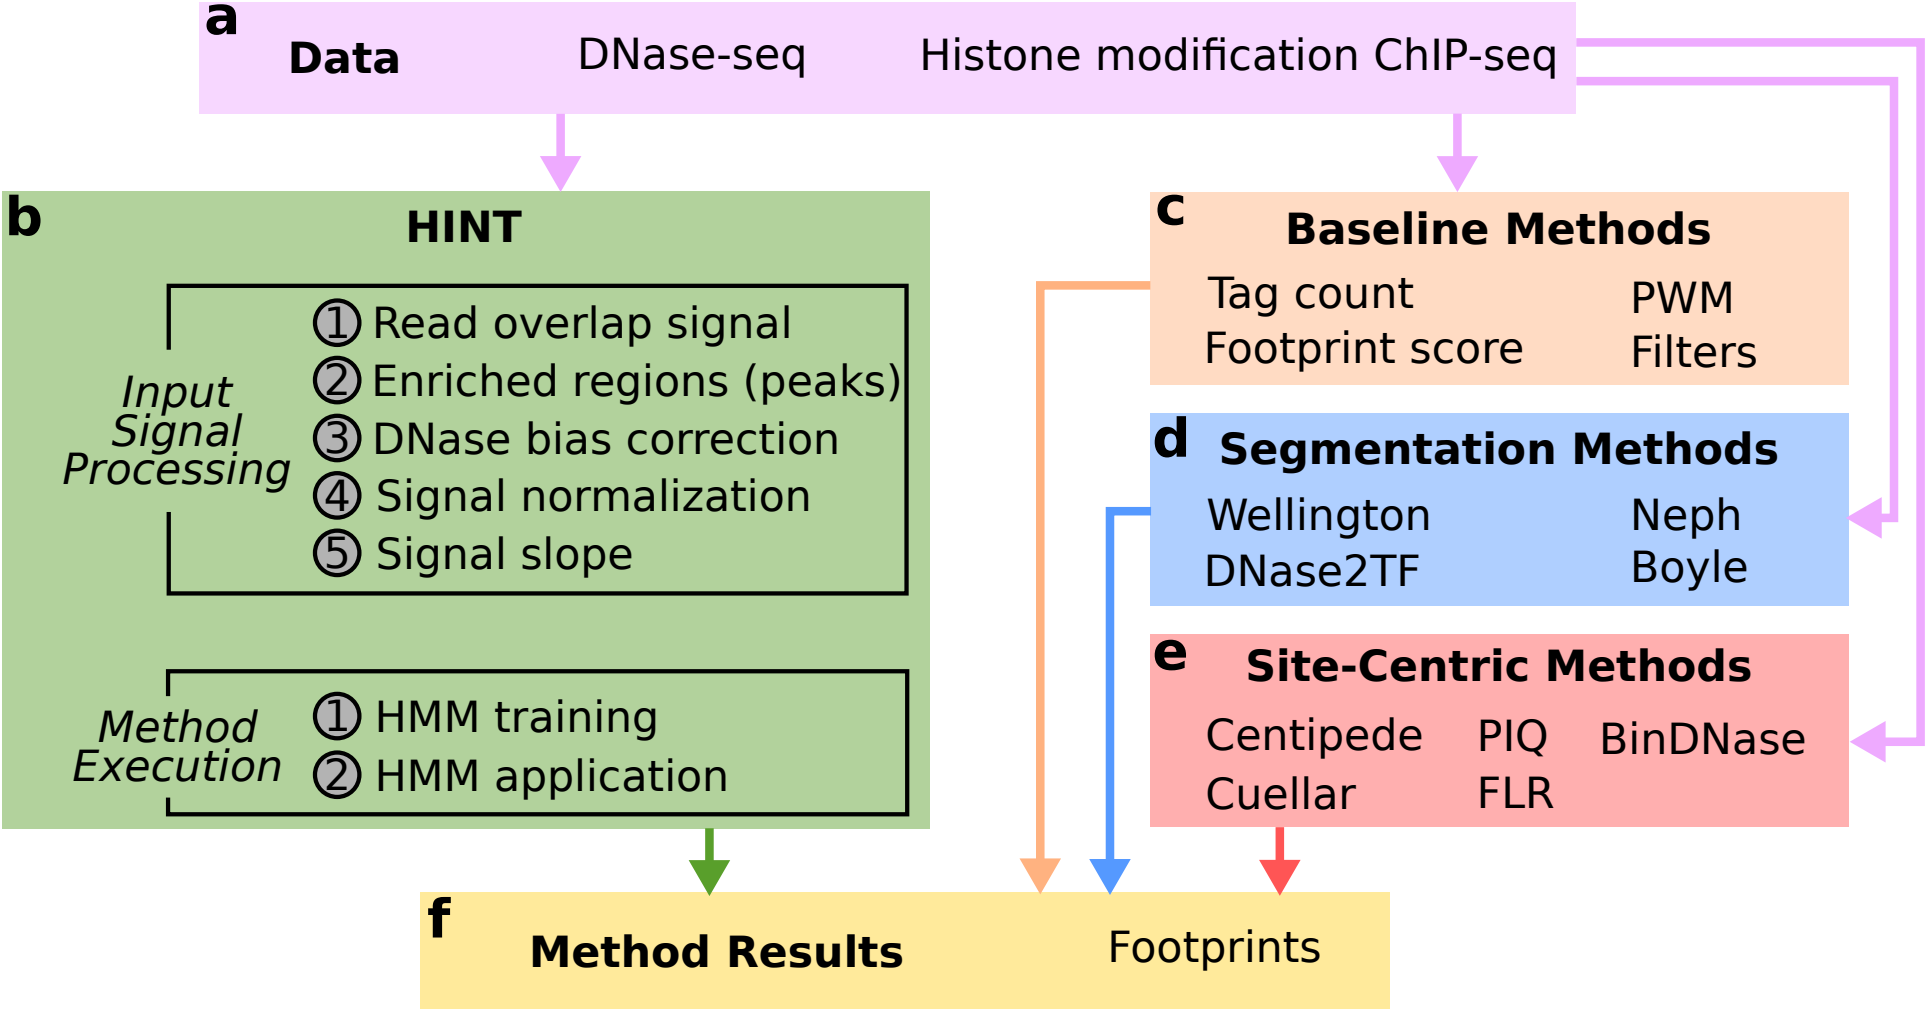 a
Data DNase-seq Histone modification ChIP-seq
b
HINT
Input
Signal
Processing
1 Read overlap signal
2 Enriched regions (peaks)
3 DNase bias correction
4 Signal normalization
5 Signal slope
Method
Execution
1 HMM training
2 HMM application
c
Baseline Methods
Tag count PWM
Footprint score Filters
d
Segmentation Methods
Wellington Neph
DNase2TF Boyle
e
Site-Centric Methods
Centipede PIQ BinDNase
Cuellar FLR
f
Method Results Footprints